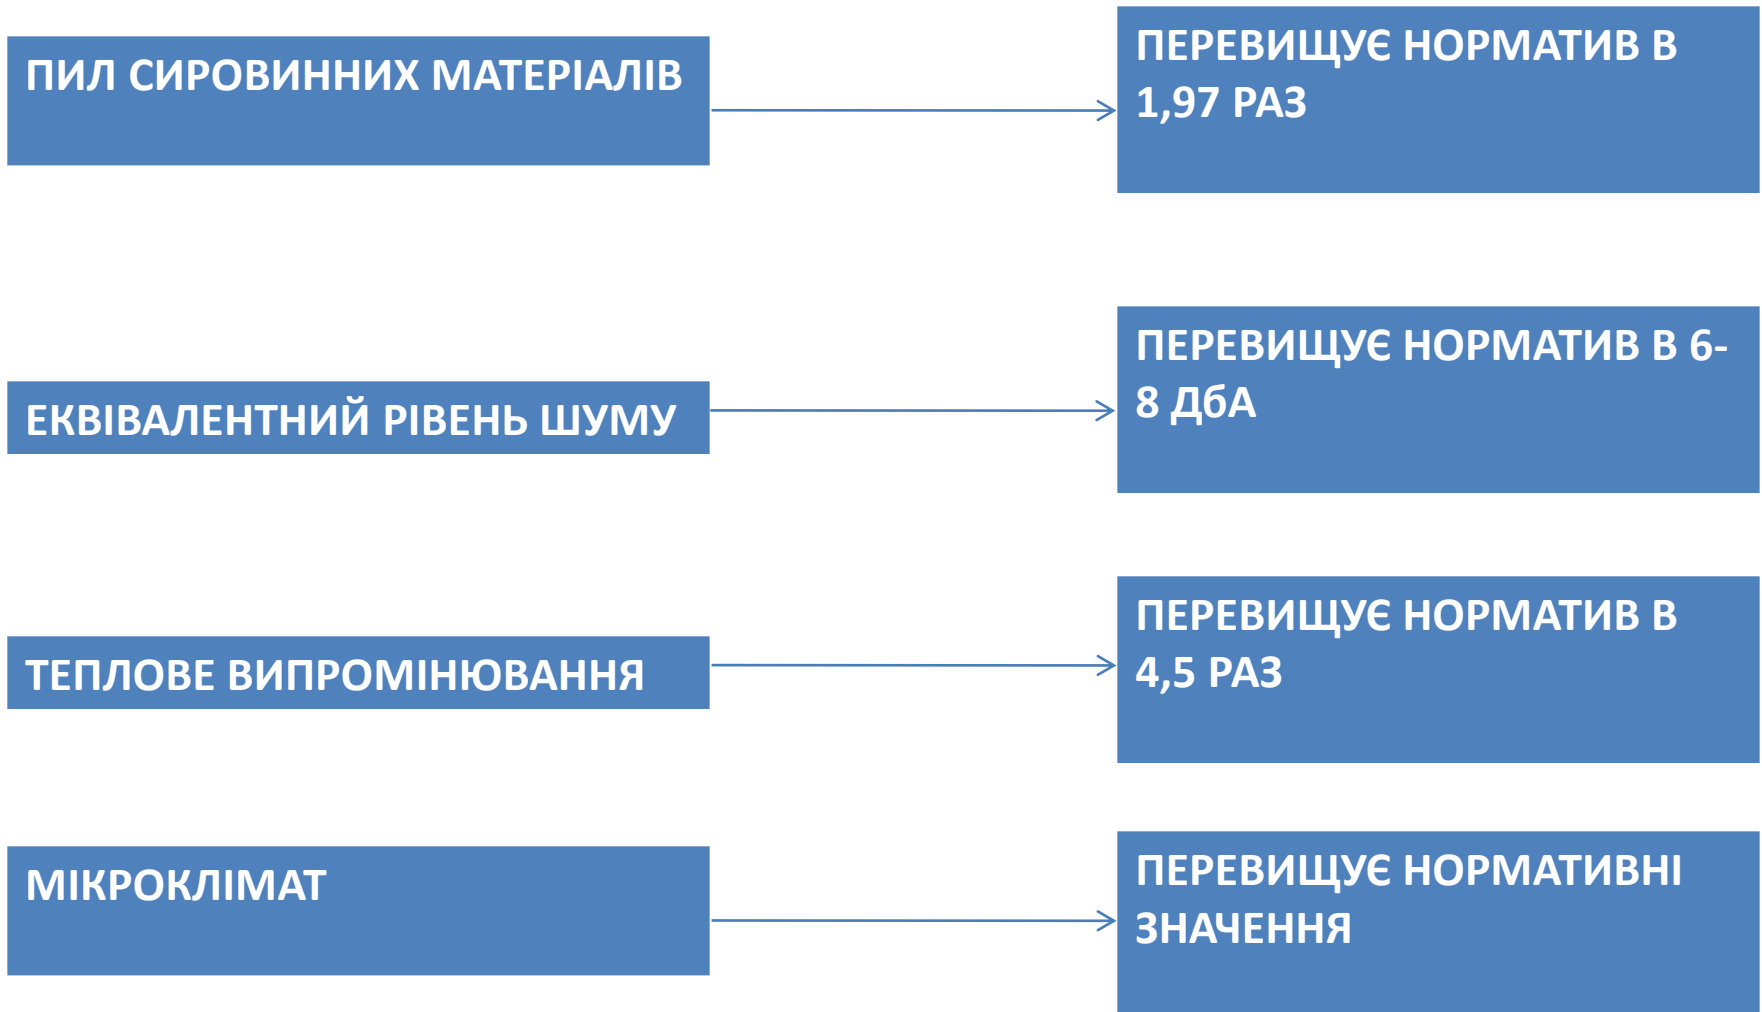 ПИЛ СИРОВИННИХ МАТЕРІАЛІВ
ПЕРЕВИЩУЄ НОРМАТИВ В
1,97 РАЗ
ЕКВІВАЛЕНТНИЙ РІВЕНЬ ШУМУ
ПЕРЕВИЩУЄ НОРМАТИВ В 6-
8 ДбА
ТЕПЛОВЕ ВИПРОМІНЮВАННЯ
ПЕРЕВИЩУЄ НОРМАТИВ В
4,5 РАЗ
МІКРОКЛІМАТ
ПЕРЕВИЩУЄ НОРМАТИВНІ
ЗНАЧЕННЯ